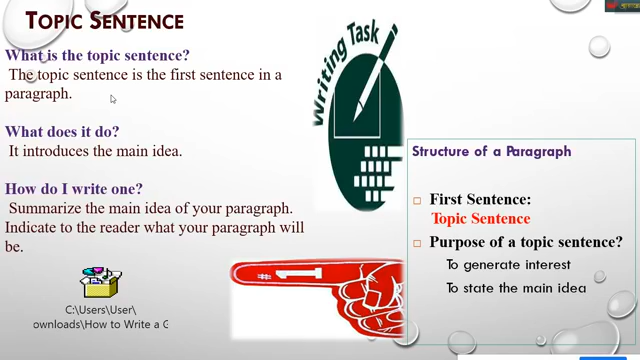 TOPIC SENTENCE
What is the topic sentence?
The topic sentence is the first sentence in a
paragraph.
What does it do?
It introduces the main idea.
How do I write one?
Summarize the main idea of your paragraph.
Indicate to the reader what your paragraph will
be.
C:\Users\User\
ownloads\How to Write a G
Writing Task
#1
Structure of a Paragraph
First Sentence:
Topic Sentence
Purpose of a topic sentence?
To generate interest
To state the main idea